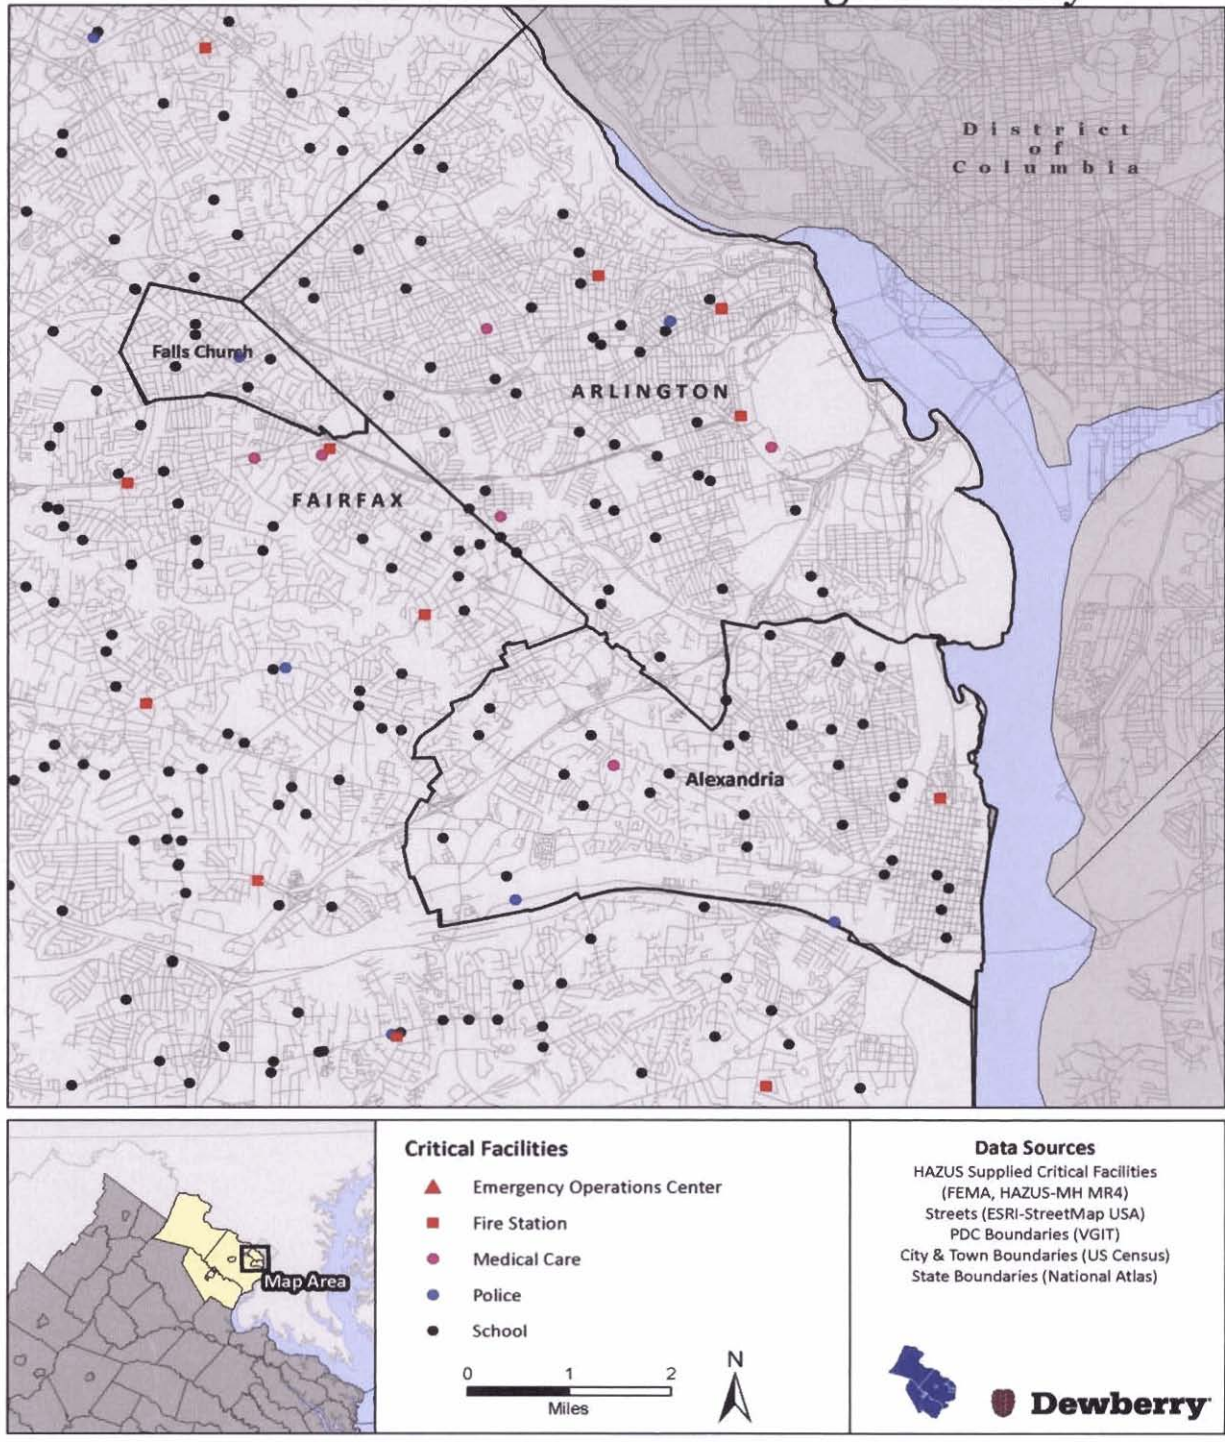 District
of
Columbia
Falls Church
ARLINGTON
FAIRFAX
Alexandria
Map Area
Critical Facilities
Emergency Operations Center
Fire Station
Medical Care
Police
School
0 1 2
Miles
N
Data Sources
HAZUS Supplied Critical Facilities
(FEMA, HAZUS-MH MR4)
Streets (ESRI-StreetMap USA)
PDC Boundaries (VGIT)
City & Town Boundaries (US Census)
State Boundaries (National Atlas)
Dewberry